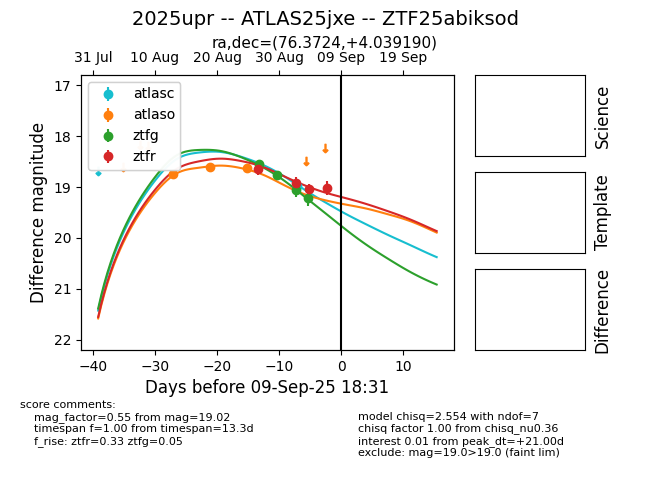 2025upr -- ATLAS25jxe -- ZTF25abiksod
ra,dec=(76.3724,+4.039190)
31 Jul 10 Aug 20 Aug 30 Aug 09 Sep 19 Sep
atlasc
atlaso
ztfg
ztfr
17
18
19
20
21
22
Difference magnitude
−40 −30 −20 −10 0 10
Days before 09-Sep-25 18:31
Science
Template
Difference
score comments:
mag_factor=0.55 from mag=19.02
timespan f=1.00 from timespan=13.3d
f_rise: ztfr=0.33 ztfg=0.05
model chisq=2.554 with ndof=7
chisq factor 1.00 from chisq_nu0.36
interest 0.01 from peak_dt=+21.00d
exclude: mag=19.0>19.0 (faint lim)